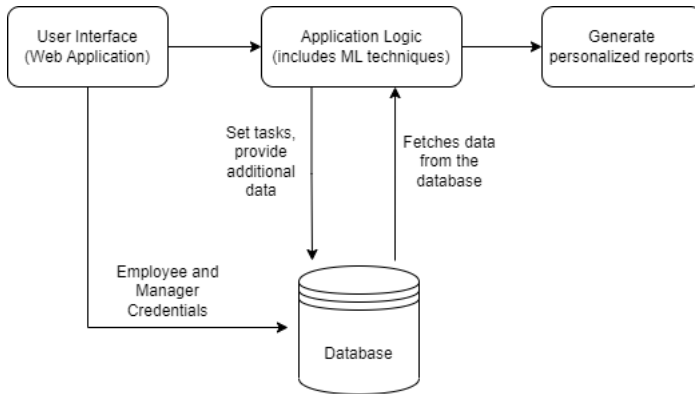 User Interface
(Web Application)
Application Logic
(includes ML techniques)
Generate
personalized reports
Set tasks,
provide
additional
data
Fetches data
from the
database
Employee and
Manager
Credentials
Database